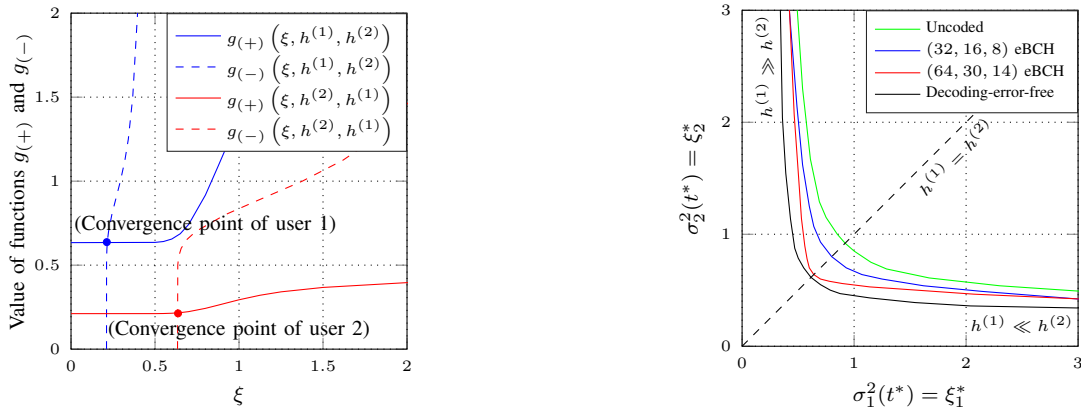 2
1.5
1
0.5
0
0
0.5
1
1.5
2
Value of functions g(+) and g(−)
ξ
g(+) (ξ, h(1), h(2))
g(−) (ξ, h(1), h(2))
g(+) (ξ, h(2), h(1))
g(−) (ξ, h(2), h(1))
(Convergence point of user 1)
(Convergence point of user 2)
3
2
1
0
0
1
2
3
σ₂²(t*) = ξ₂*
σ₁²(t*) = ξ₁*
Uncoded
(32, 16, 8) eBCH
(64, 30, 14) eBCH
Decoding-error-free
h(1) ≫ h(2)
h(1) = h(2)
h(1) ≪ h(2)